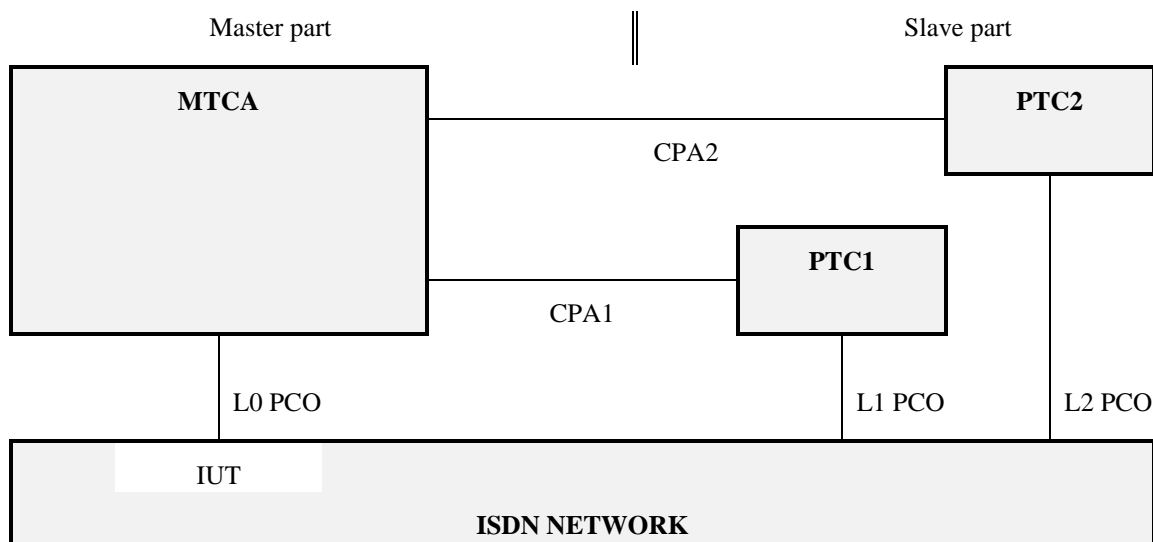 Master part
Slave part
MTCA
PTC2
CPA2
PTC1
CPA1
L0 PCO
L1 PCO
L2 PCO
IUT
ISDN NETWORK